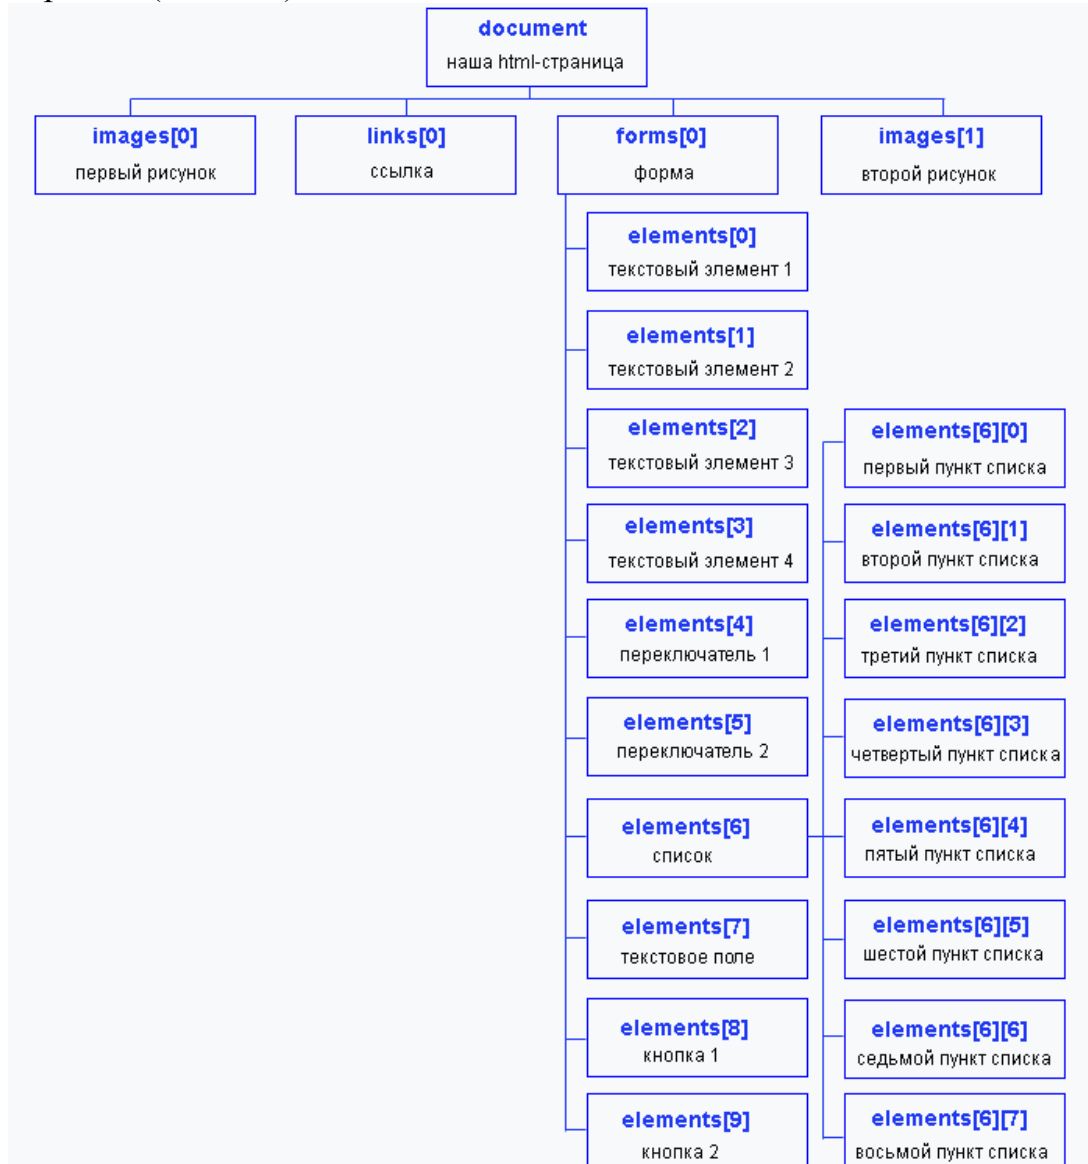 document
наша html-страница
images[0]
первый рисунок
links[0]
ссылка
forms[0]
форма
images[1]
второй рисунок
elements[0]
текстовый элемент 1
elements[1]
текстовый элемент 2
elements[2]
текстовый элемент 3
elements[3]
текстовый элемент 4
elements[4]
переключатель 1
elements[5]
переключатель 2
elements[6]
список
elements[7]
текстовое поле
elements[8]
кнопка 1
elements[9]
кнопка 2
elements[6][0]
первый пункт списка
elements[6][1]
второй пункт списка
elements[6][2]
третий пункт списка
elements[6][3]
четвертый пункт списка
elements[6][4]
пятый пункт списка
elements[6][5]
шестой пункт списка
elements[6][6]
седьмой пункт списка
elements[6][7]
восьмой пункт списка